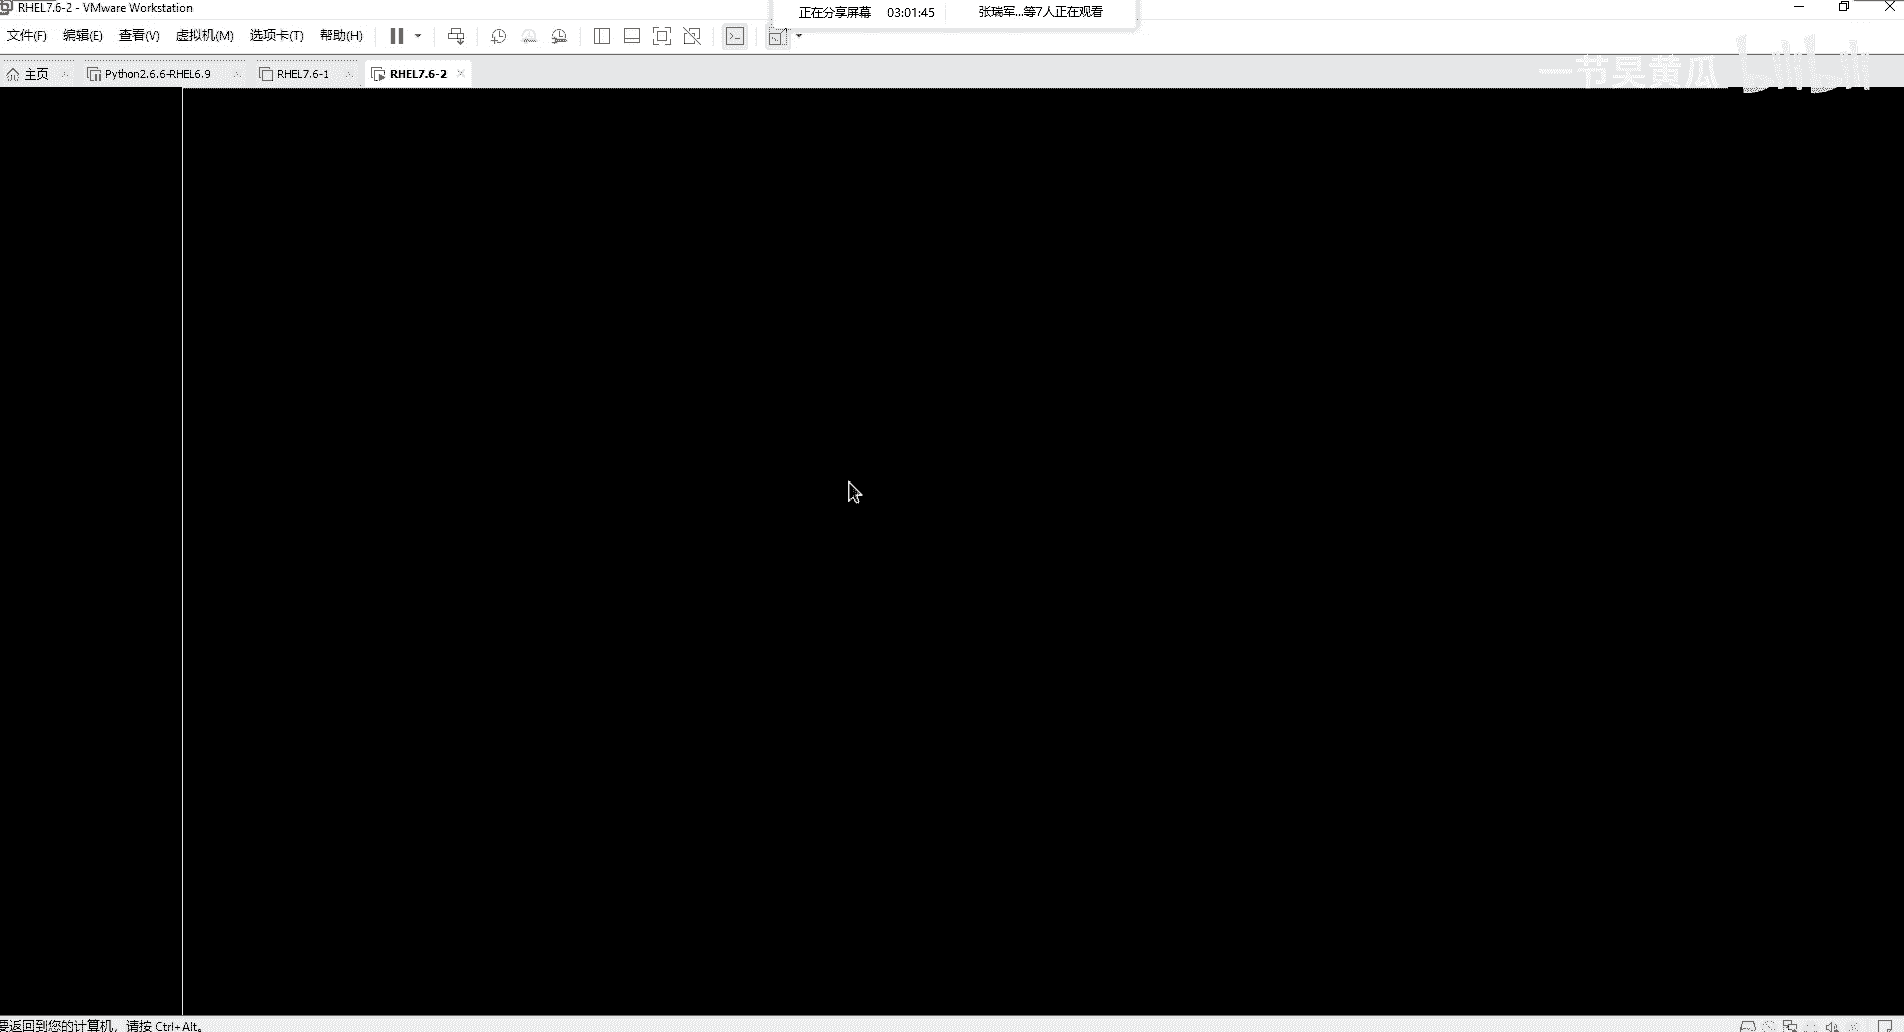 RHEL7.6-2 - VMware Workstation
正在分享屏幕 03:01:45 张瑞军...等7人正在观看
文件(F) 编辑(E) 查看(V) 虚拟机(M) 选项卡(T) 帮助(H)
主页 Python2.6.6-RHEL6.9 RHEL7.6-1 RHEL7.6-2
一节吴黄瓜 bilibili
要返回到您的计算机，请按 Ctrl+Alt。